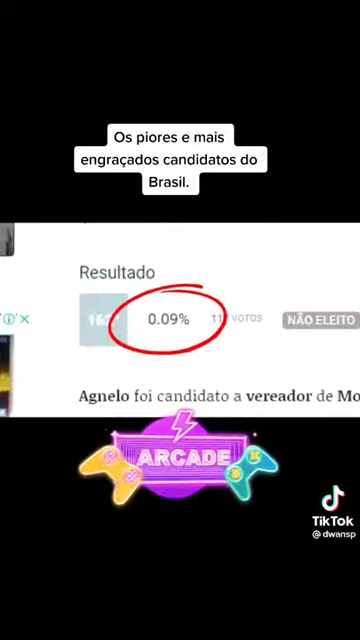 Os piores e mais
engraçados candidatos do
Brasil.
Resultado
0.09%
VOTOS
NÃO ELEITO
Agnelo foi candidato a vereador de Mo
ARCADE
TikTok
@dwansp